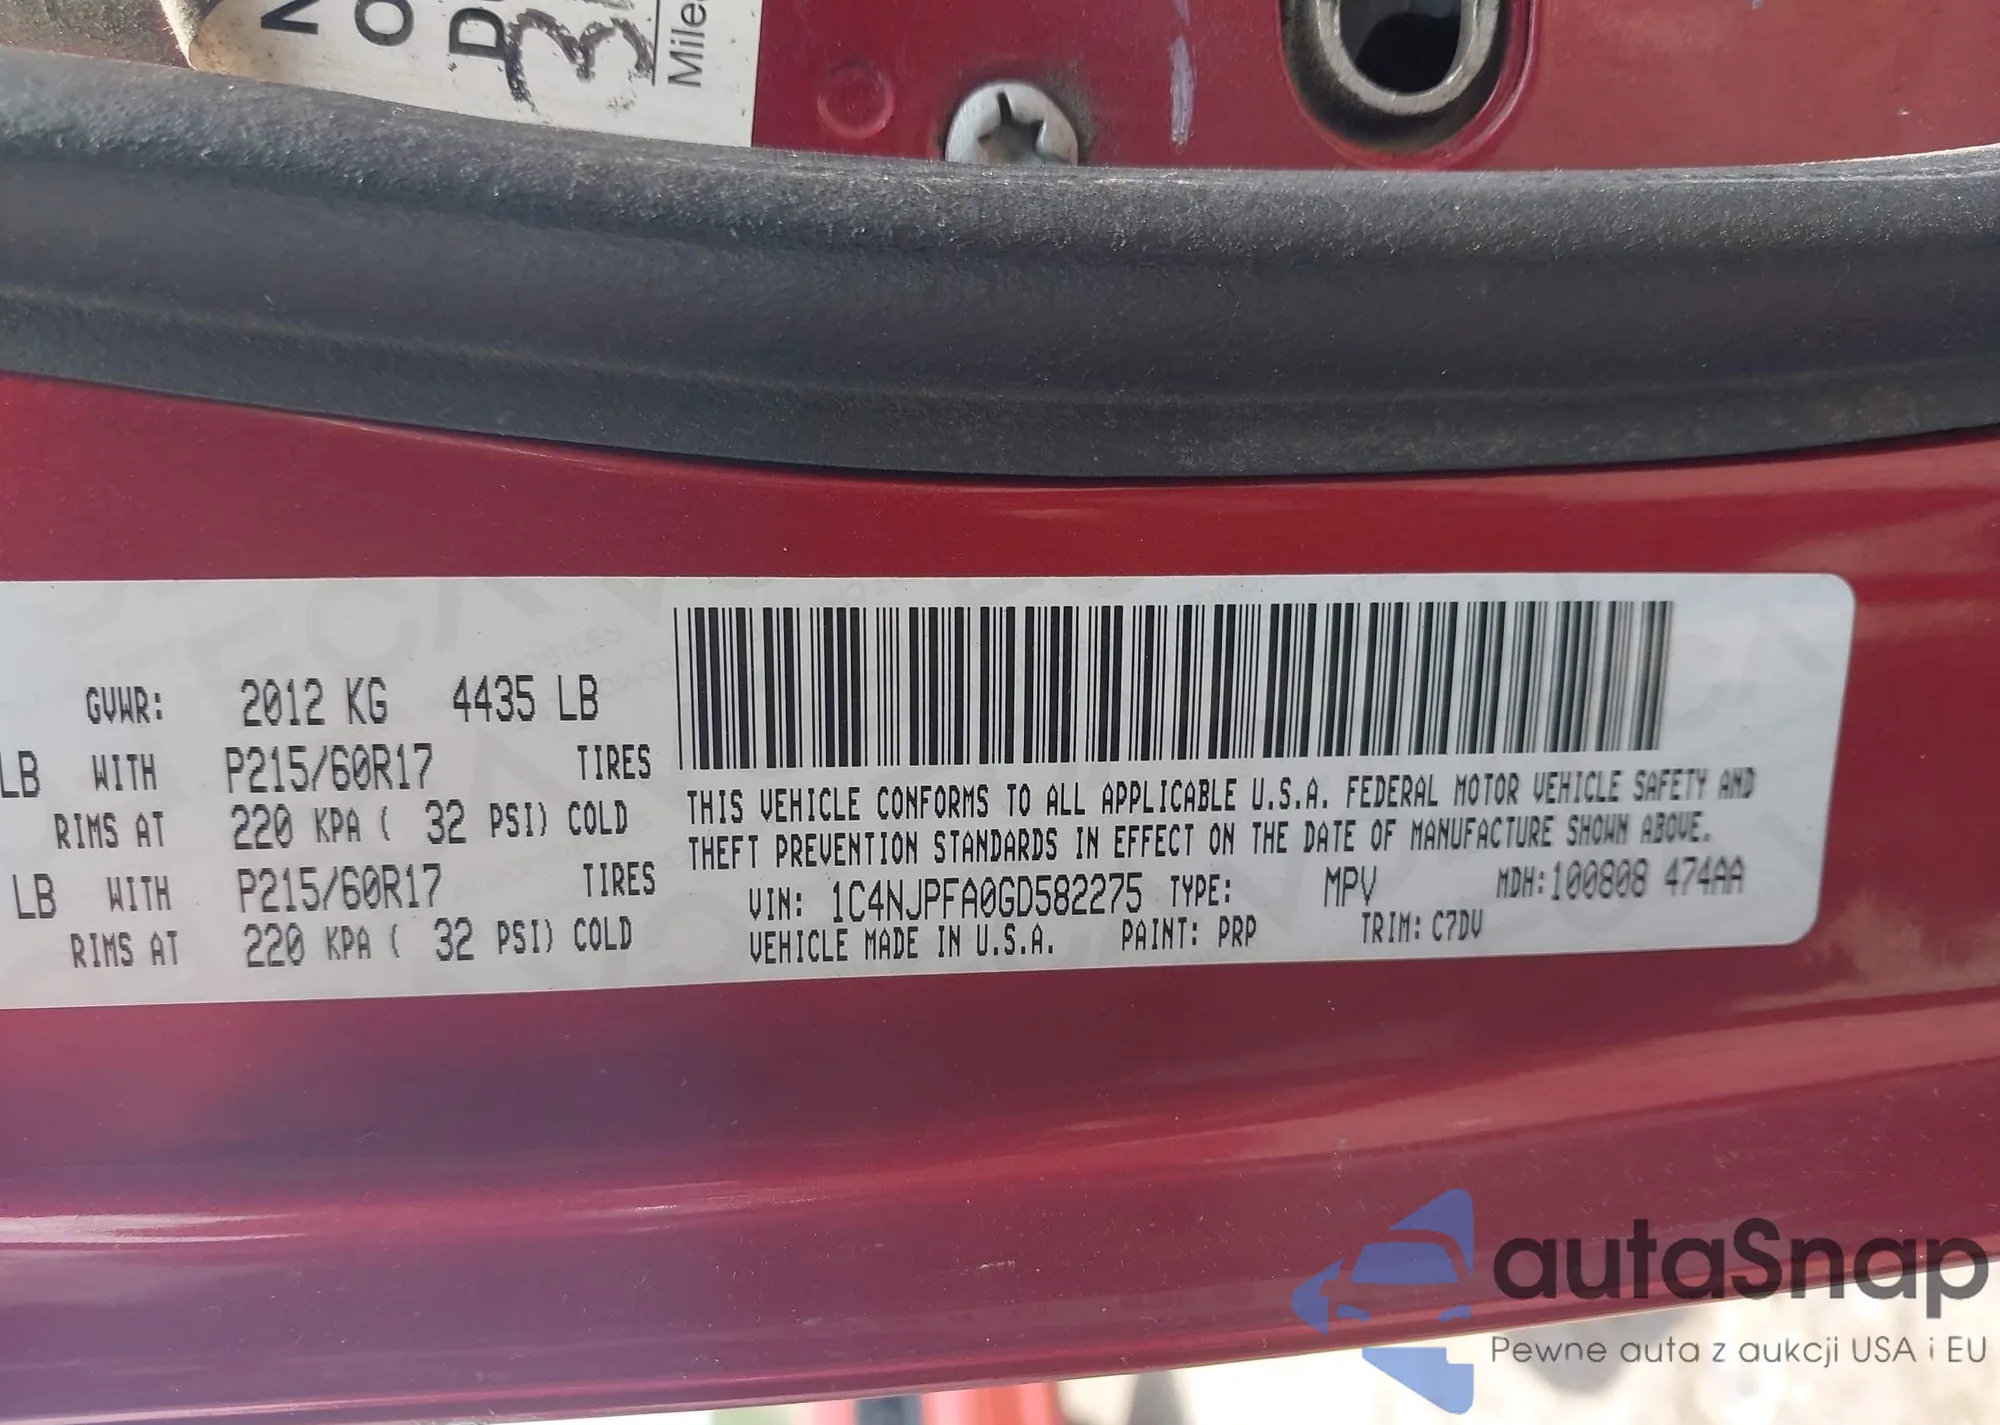 Mile
GVWR: 2012 KG 4435 LB
LB WITH P215/60R17 TIRES
RIMS AT 220 KPA ( 32 PSI) COLD
LB WITH P215/60R17 TIRES
RIMS AT 220 KPA ( 32 PSI) COLD
THIS VEHICLE CONFORMS TO ALL APPLICABLE U.S.A. FEDERAL MOTOR VEHICLE SAFETY AND
THEFT PREVENTION STANDARDS IN EFFECT ON THE DATE OF MANUFACTURE SHOWN ABOVE.
VIN: 1C4NJPFA0GD582275 TYPE: MPV MDH:100808 474AA
VEHICLE MADE IN U.S.A. PAINT: PRP TRIM: C7DV
autaSnap
Pewne auta z aukcji USA i EU